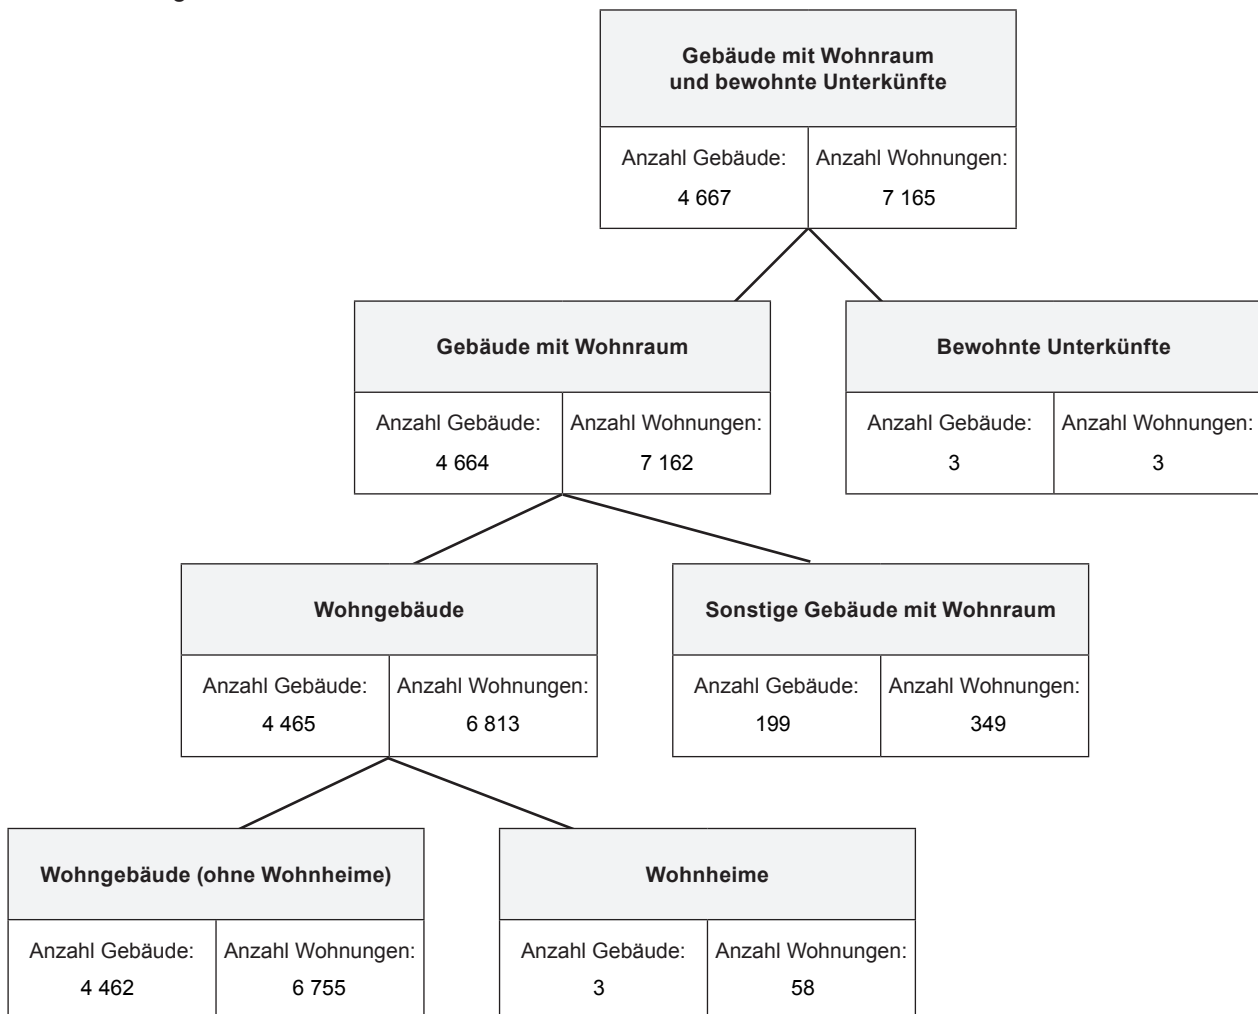 Gebäude mit Wohnraum
und bewohnte Unterkünfte
Anzahl Gebäude: Anzahl Wohnungen:
4 667 7 165
Gebäude mit Wohnraum
Anzahl Gebäude: Anzahl Wohnungen:
4 664 7 162
Bewohnte Unterkünfte
Anzahl Gebäude: Anzahl Wohnungen:
3 3
Wohngebäude
Anzahl Gebäude: Anzahl Wohnungen:
4 465 6 813
Sonstige Gebäude mit Wohnraum
Anzahl Gebäude: Anzahl Wohnungen:
199 349
Wohngebäude (ohne Wohnheime)
Anzahl Gebäude: Anzahl Wohnungen:
4 462 6 755
Wohnheime
Anzahl Gebäude: Anzahl Wohnungen:
3 58